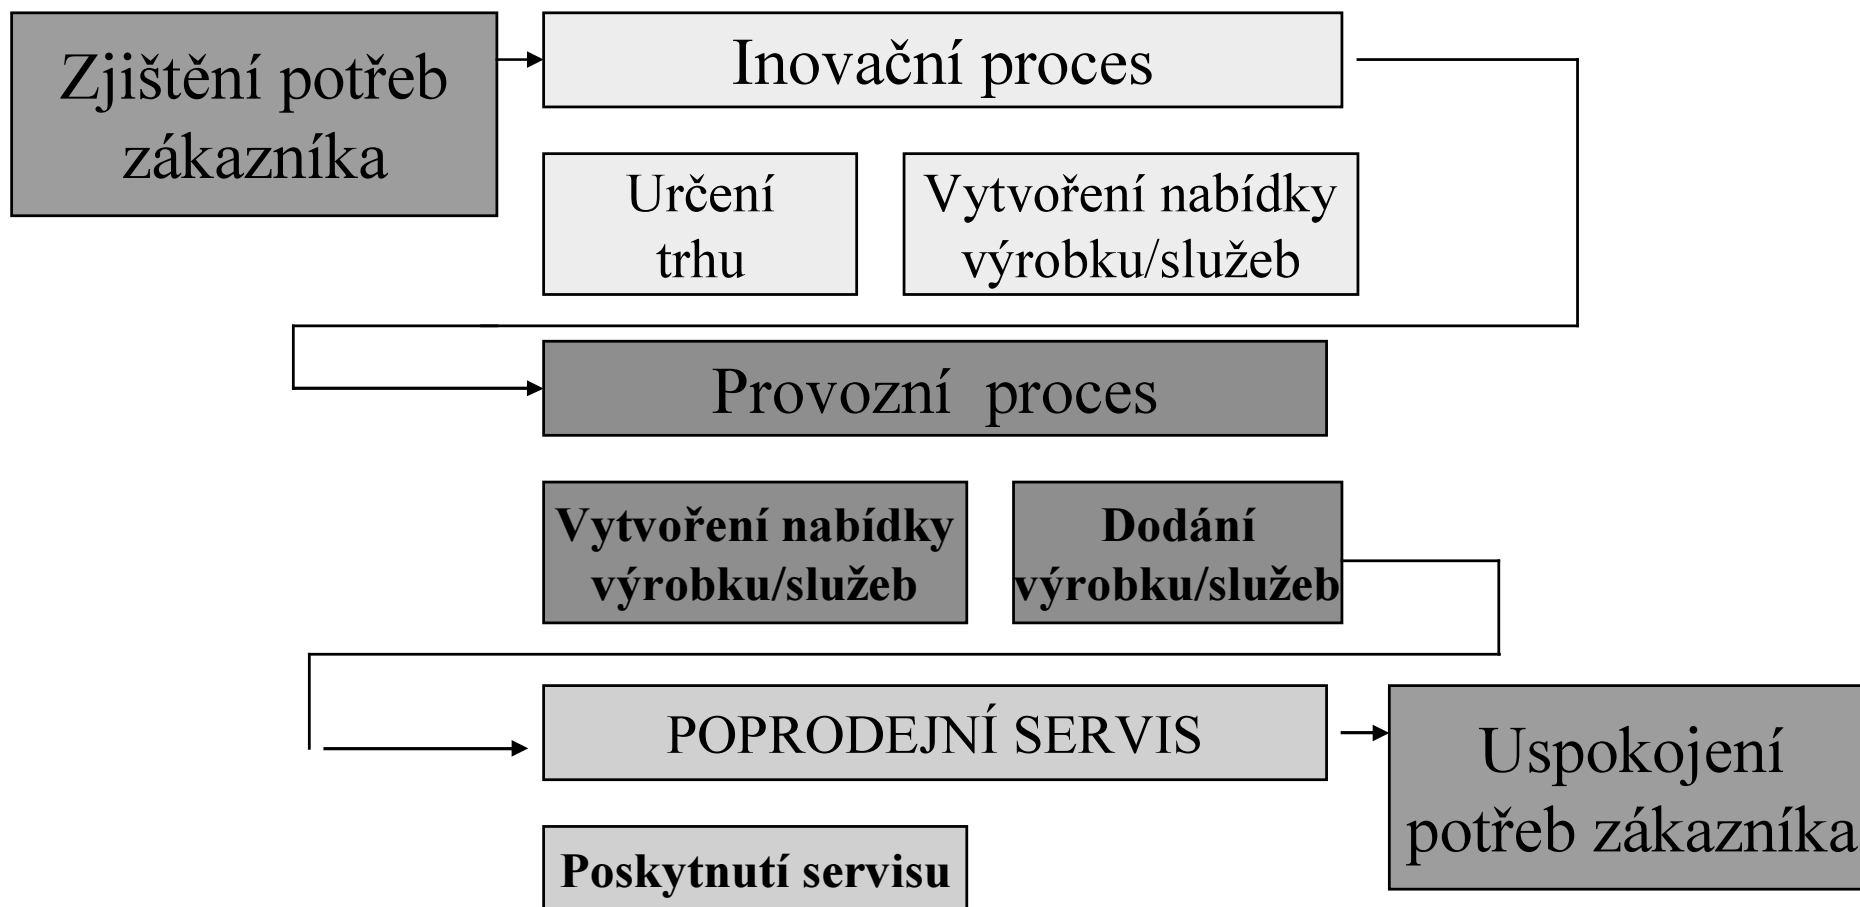 Zjištění potřeb
zákazníka
Inovační proces
Určení
trhu
Vytvoření nabídky
výrobku/služeb
Provozní  proces
Vytvoření nabídky
výrobku/služeb
Dodání
výrobku/služeb
POPRODEJNÍ SERVIS
Uspokojení
potřeb zákazníka
Poskytnutí servisu